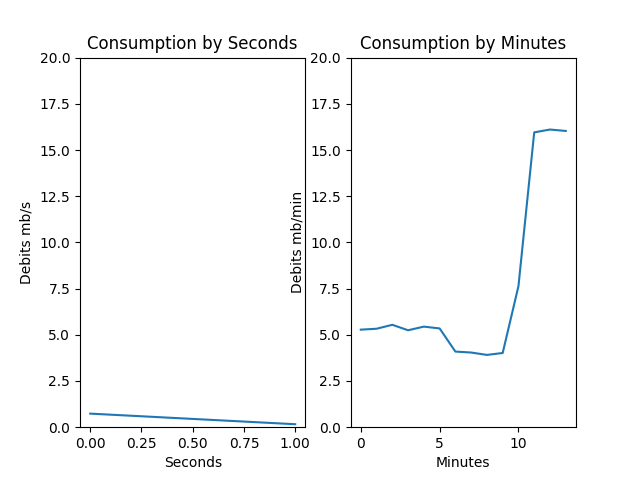 Consumption by Seconds
20.0
17.5
15.0
12.5
10.0
7.5
5.0
2.5
0.0
Debits mb/s
0.00 0.25 0.50 0.75 1.00
Seconds
Consumption by Minutes
20.0
17.5
15.0
12.5
10.0
7.5
5.0
2.5
0.0
Debits mb/min
0 5 10
Minutes